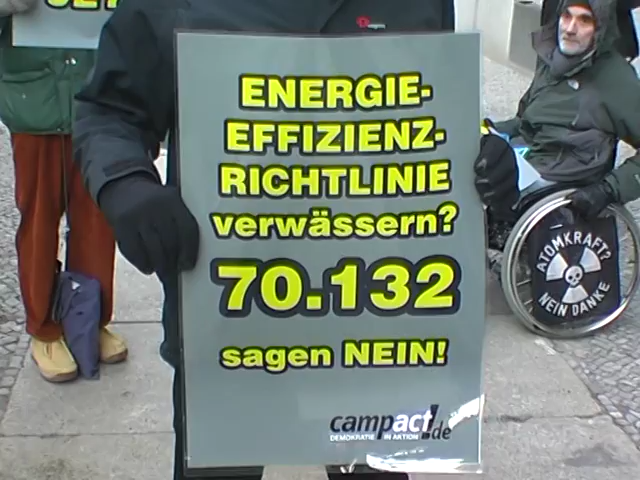 ENERGIE-
EFFIZIENZ-
RICHTLINIE
verwässern?
70.132
sagen NEIN!
campact!.de
DEMOKRATIE IN AKTION
ATOMKRAFT?
NEIN DANKE